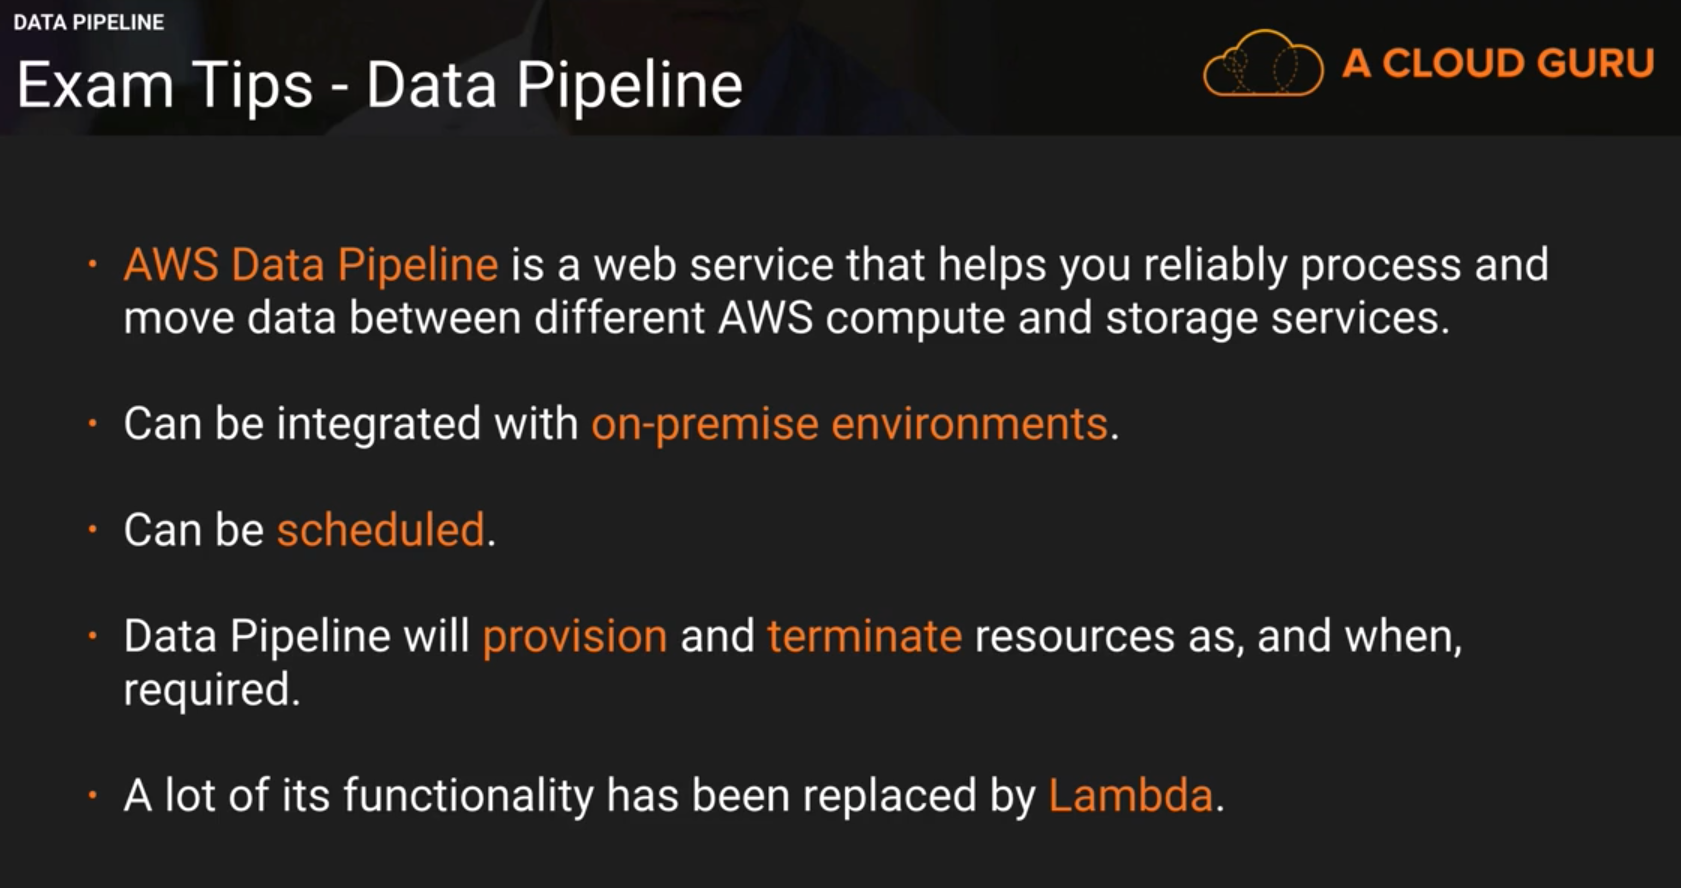 DATA PIPELINE
Exam Tips - Data Pipeline
A CLOUD GURU
• AWS Data Pipeline is a web service that helps you reliably process and
move data between different AWS compute and storage services.
• Can be integrated with on-premise environments.
• Can be scheduled.
• Data Pipeline will provision and terminate resources as, and when,
required.
• A lot of its functionality has been replaced by Lambda.